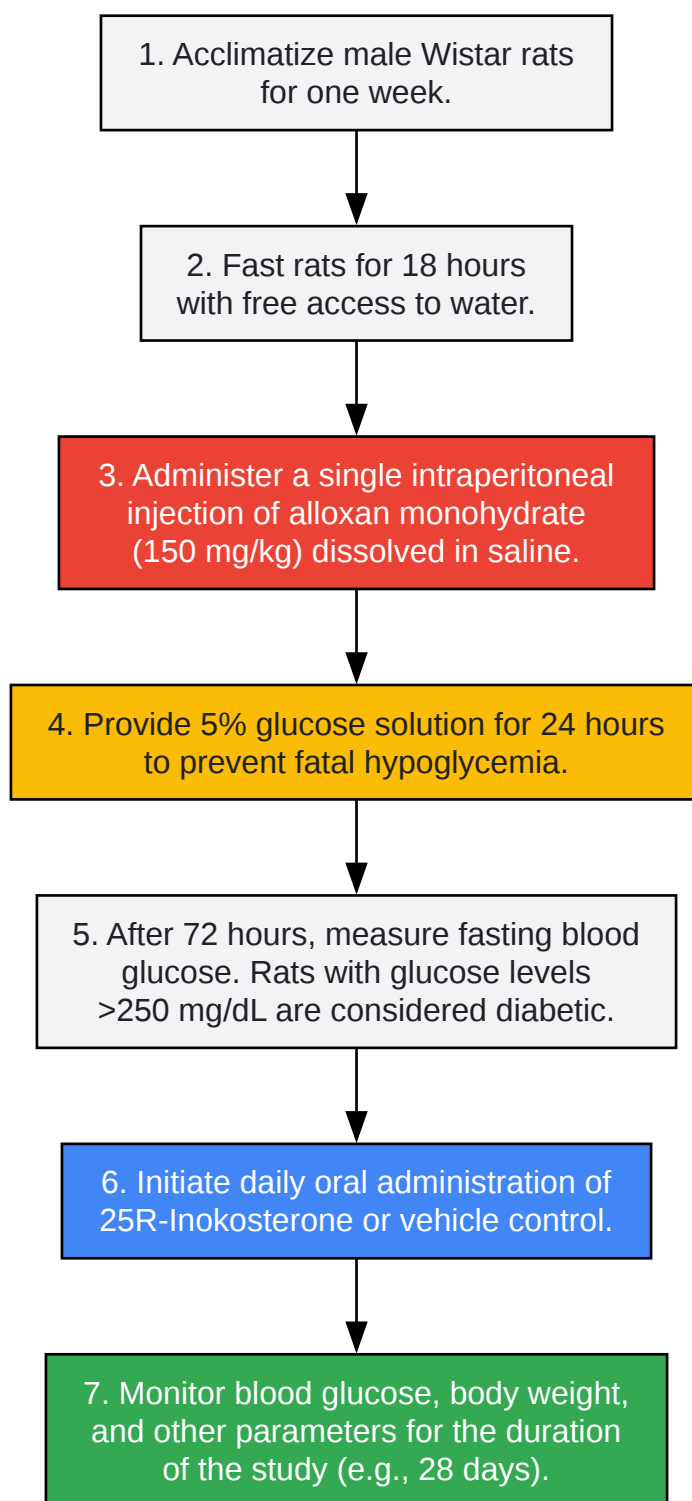 1. Acclimatize male Wistar rats
for one week.
2. Fast rats for 18 hours
with free access to water.
3. Administer a single intraperitoneal
injection of alloxan monohydrate
(150 mg/kg) dissolved in saline.
4. Provide 5% glucose solution for 24 hours
to prevent fatal hypoglycemia.
5. After 72 hours, measure fasting blood
glucose. Rats with glucose levels
>250 mg/dL are considered diabetic.
6. Initiate daily oral administration of
25R-Inokosterone or vehicle control.
7. Monitor blood glucose, body weight,
and other parameters for the duration
of the study (e.g., 28 days).